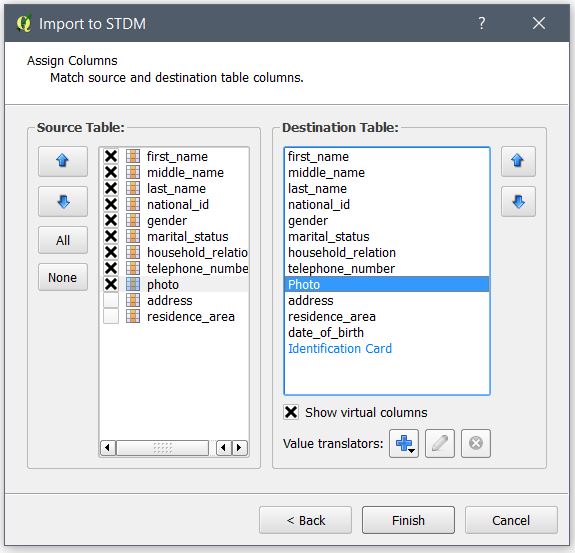 Import to STDM
Assign Columns
Match source and destination table columns.
Source Table:
All
None
first_name
middle_name
last_name
national_id
gender
marital_status
household_relation
telephone_numbe
photo
address
residence_area
Destination Table:
first_name
middle_name
last_name
national_id
gender
marital_status
household_relation
telephone_number
Photo
address
residence_area
date_of_birth
Identification Card
Show virtual columns
Value translators:
< Back
Finish
Cancel